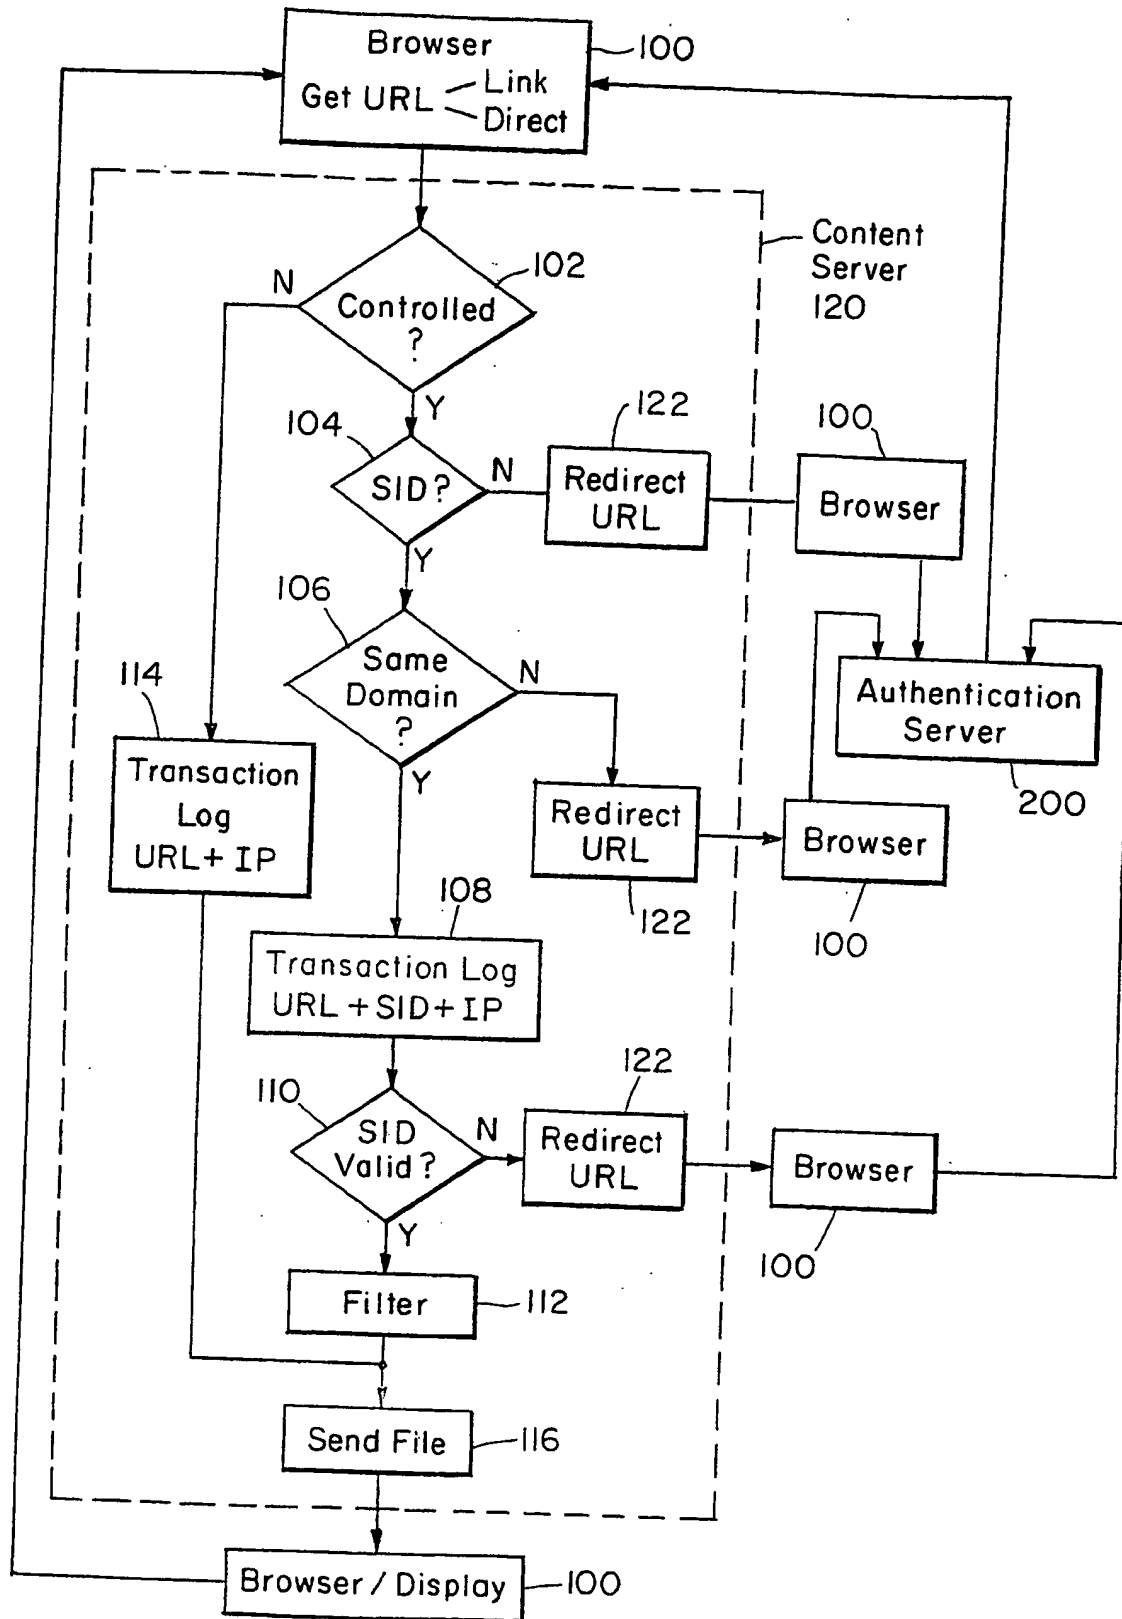 Browser
100
Get URL
Link
Direct
Content
Server
120
N
102
Controlled
?
Y
104
SID?
N
122
Redirect
URL
100
Browser
Y
106
Same
Domain
?
N
Authentication
Server
200
114
Transaction
Log
URL+ IP
Y
Redirect
URL
122
Browser
100
108
Transaction Log
URL+SID+IP
110
SID
Valid?
N
122
Redirect
URL
Browser
100
Y
Filter
112
Send File
116
Browser / Display
100